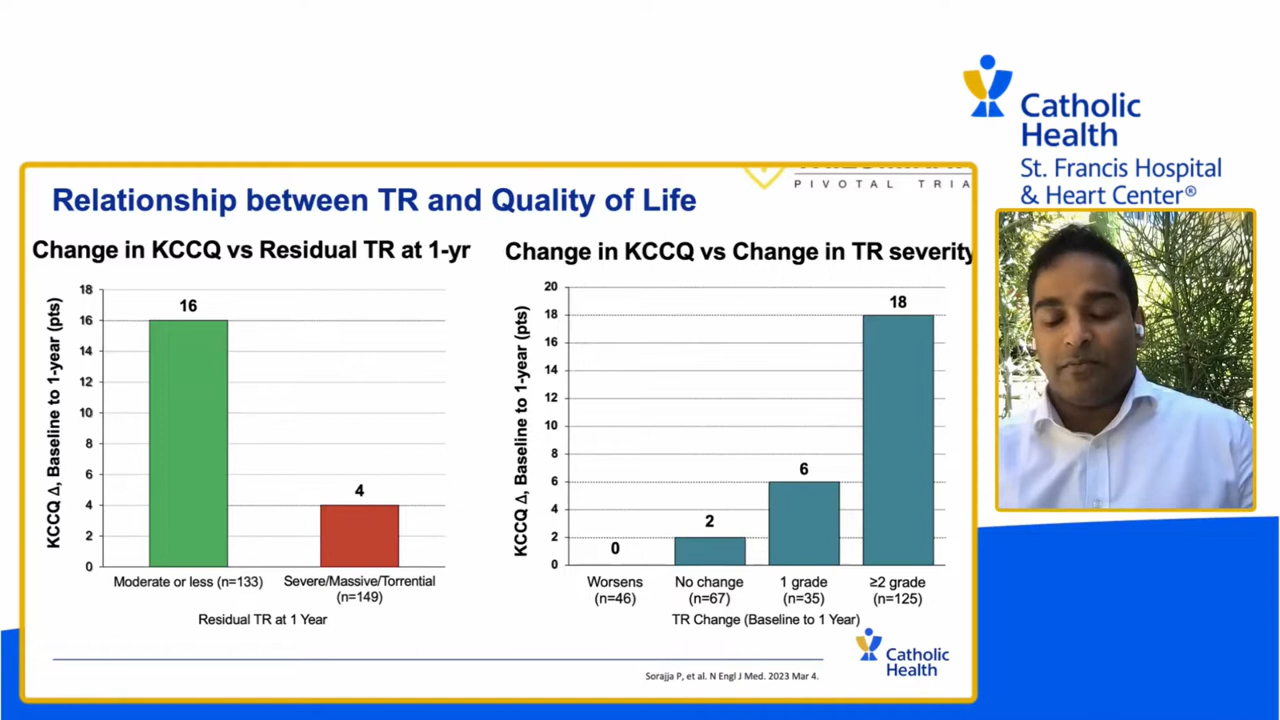 Catholic
Health
St. Francis Hospital
& Heart Center®
PIVOTAL TRIA
Relationship between TR and Quality of Life
Change in KCCQ vs Residual TR at 1-yr
KCCQ Δ, Baseline to 1-year (pts)
18
16
14
12
10
8
6
4
2
0
16
4
Moderate or less (n=133)
Severe/Massive/Torrential
(n=149)
Residual TR at 1 Year
Change in KCCQ vs Change in TR severity
KCCQ Δ, Baseline to 1-year (pts)
20
18
16
14
12
10
8
6
4
2
0
0
2
6
18
Worsens
(n=46)
No change
(n=67)
1 grade
(n=35)
≥2 grade
(n=125)
TR Change (Baseline to 1 Year)
Catholic
Health
Sorajja P, et al. N Engl J Med. 2023 Mar 4.